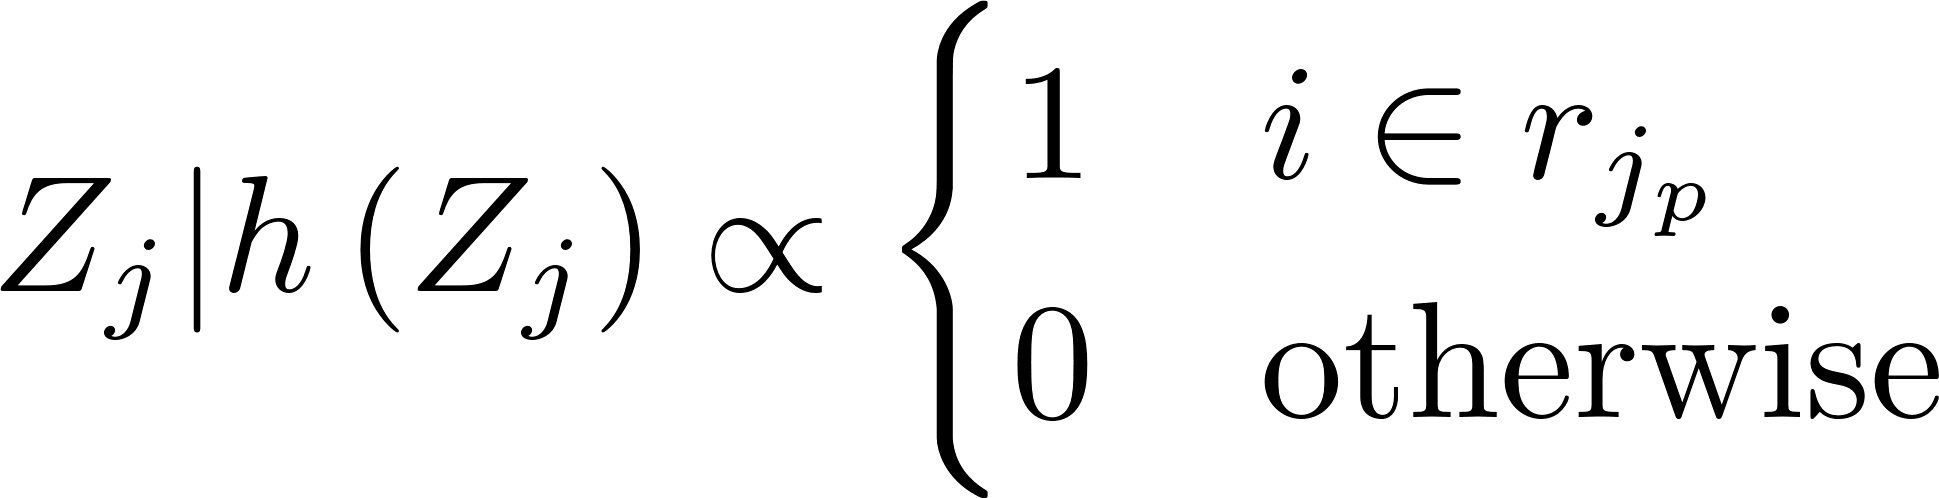 Z_j|h(Z_j) ∝ { 1 i ∈ r_{j_p}
0 otherwise